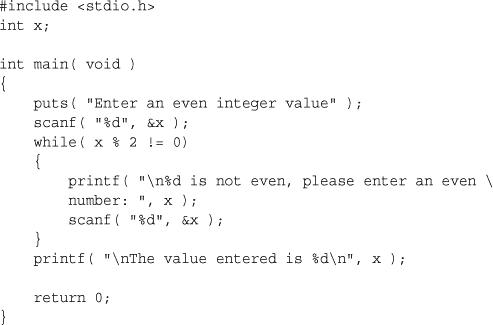 #include <stdio.h>
int x;
int main( void )
{
puts( "Enter an even integer value" );
scanf( "%d", &x );
while( x % 2 != 0)
{
printf( "\n%d is not even, please enter an even \
number: ", x );
scanf( "%d", &x );
}
printf( "\nThe value entered is %d\n", x );
return 0;
}